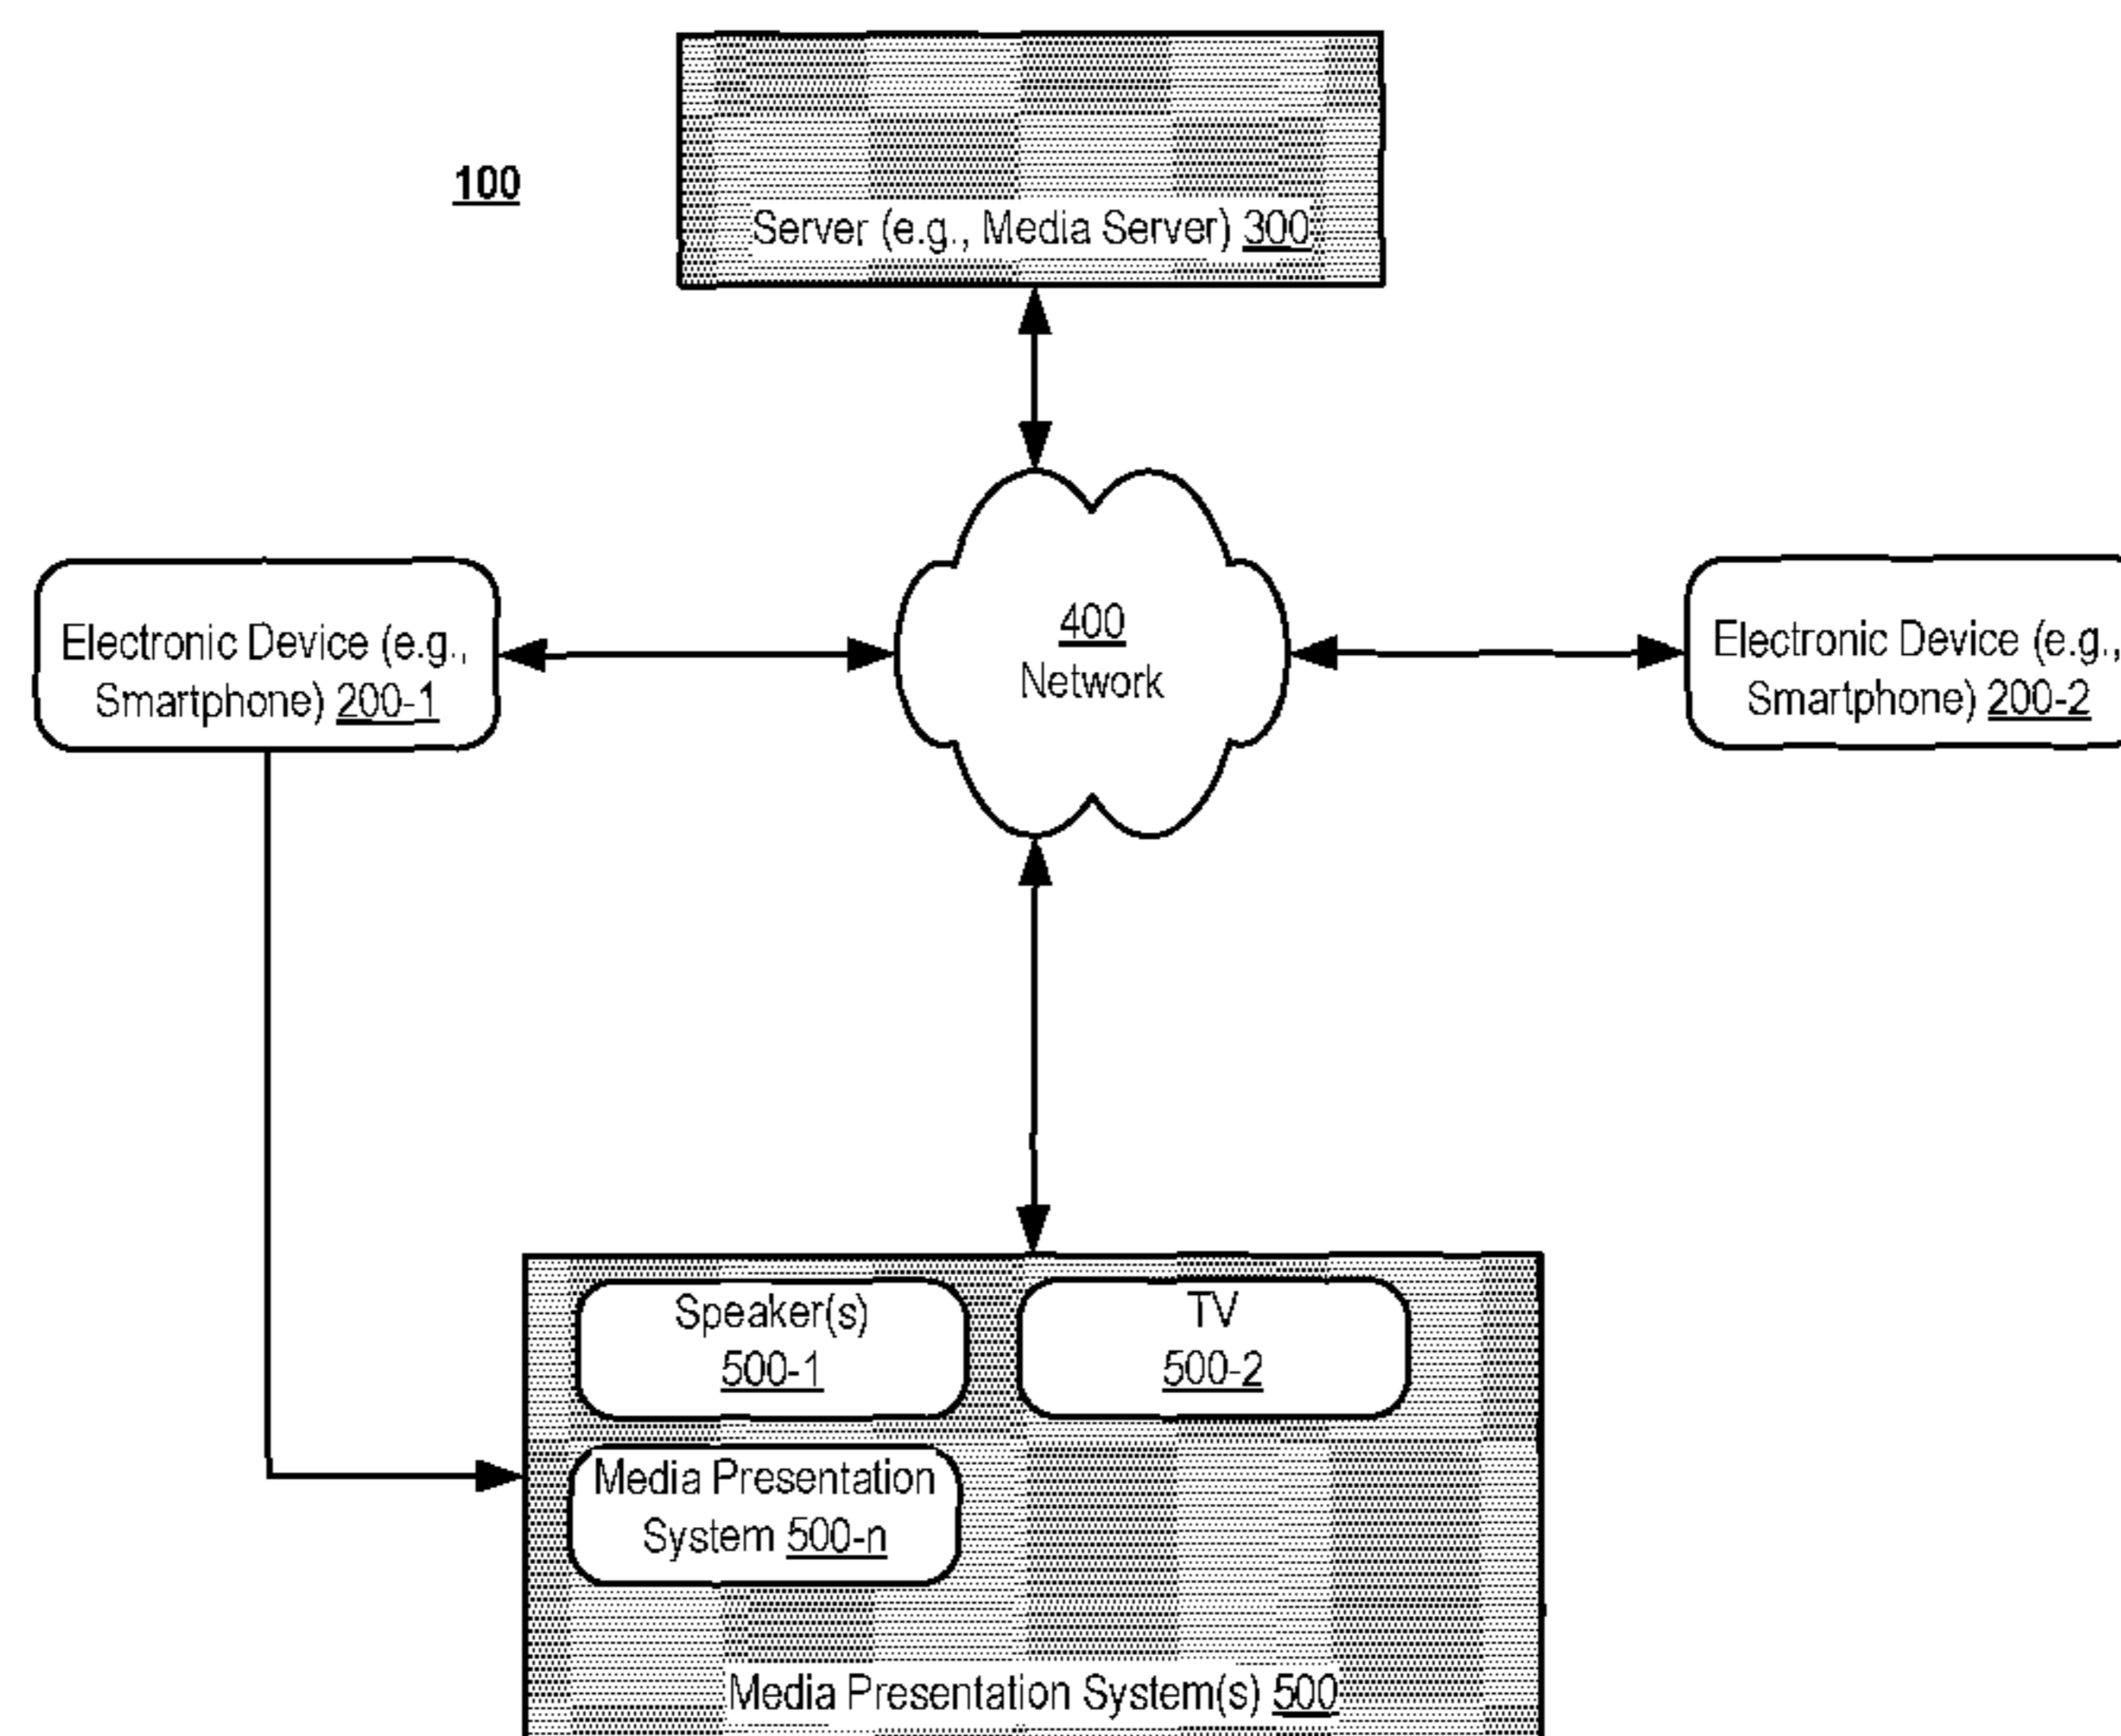 100
Server (e.g., Media Server) 300
Electronic Device (e.g.,
Smartphone) 200-1
400
Network
Electronic Device (e.g.,
Smartphone) 200-2
Speaker(s)
500-1
TV
500-2
Media Presentation
System 500-n
Media Presentation System(s) 500